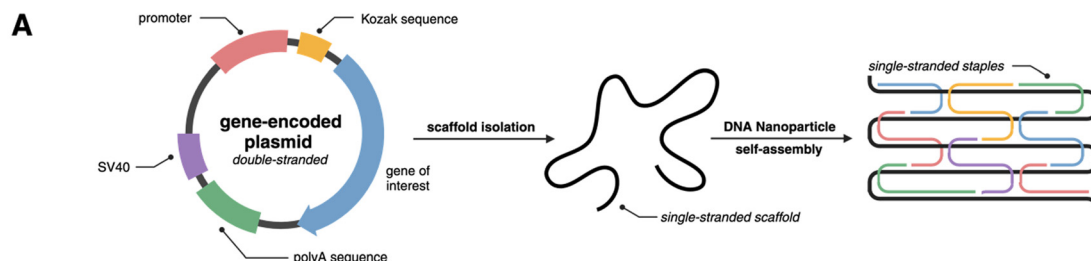 A
promoter
Kozak sequence
gene-encoded
plasmid
double-stranded
SV40
gene of
interest
polyA sequence
scaffold isolation
single-stranded scaffold
DNA Nanoparticle
self-assembly
single-stranded staples